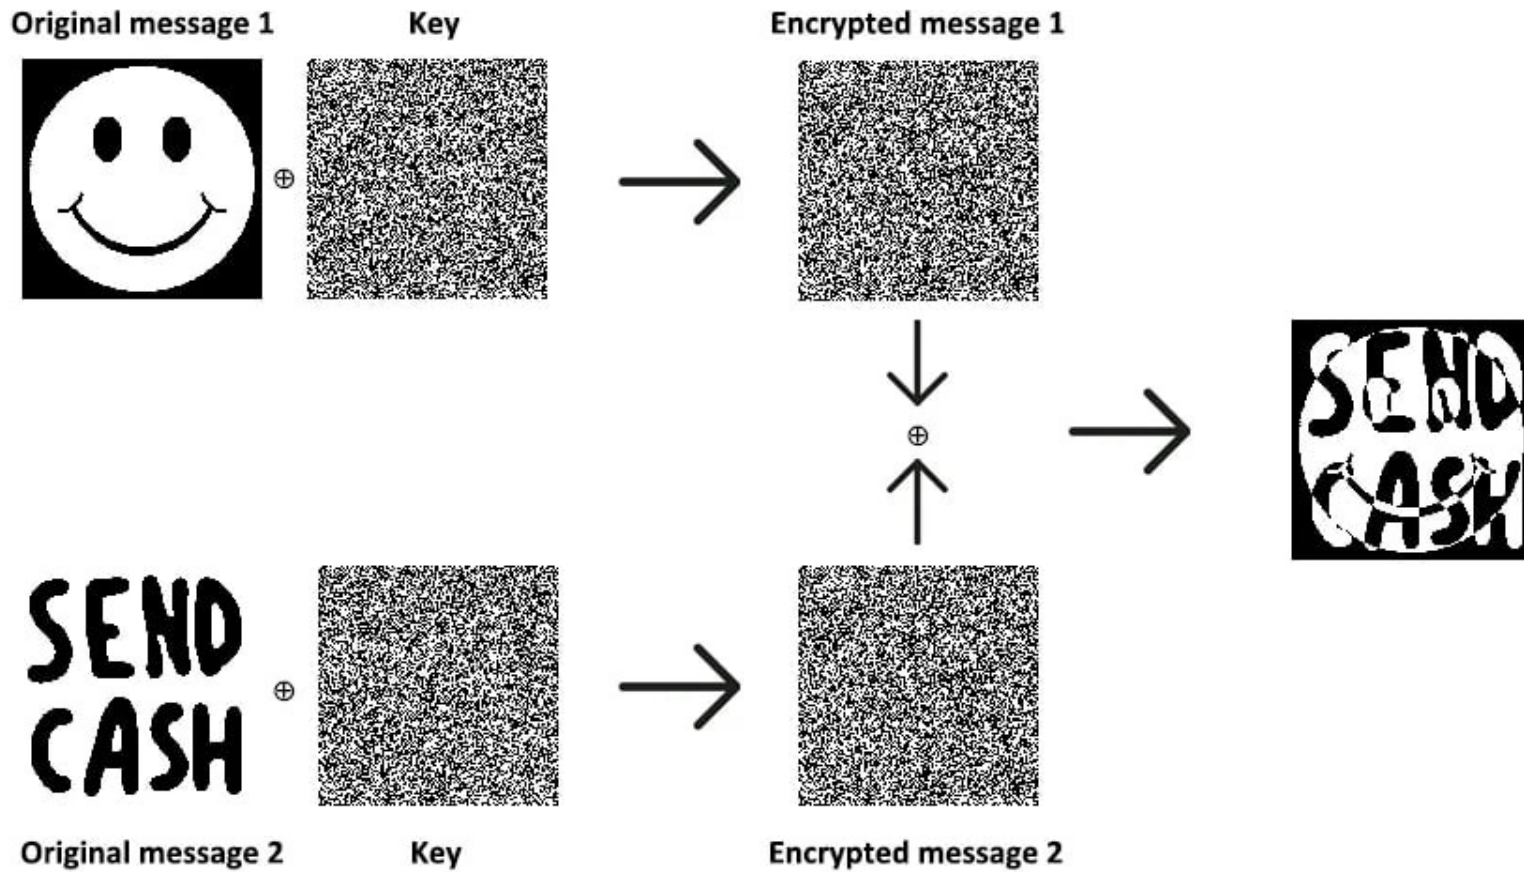 Original message 1
Key
Encrypted message 1
⊕
⊕
SEND
CASH
SEND
CASH
⊕
Original message 2
Key
Encrypted message 2